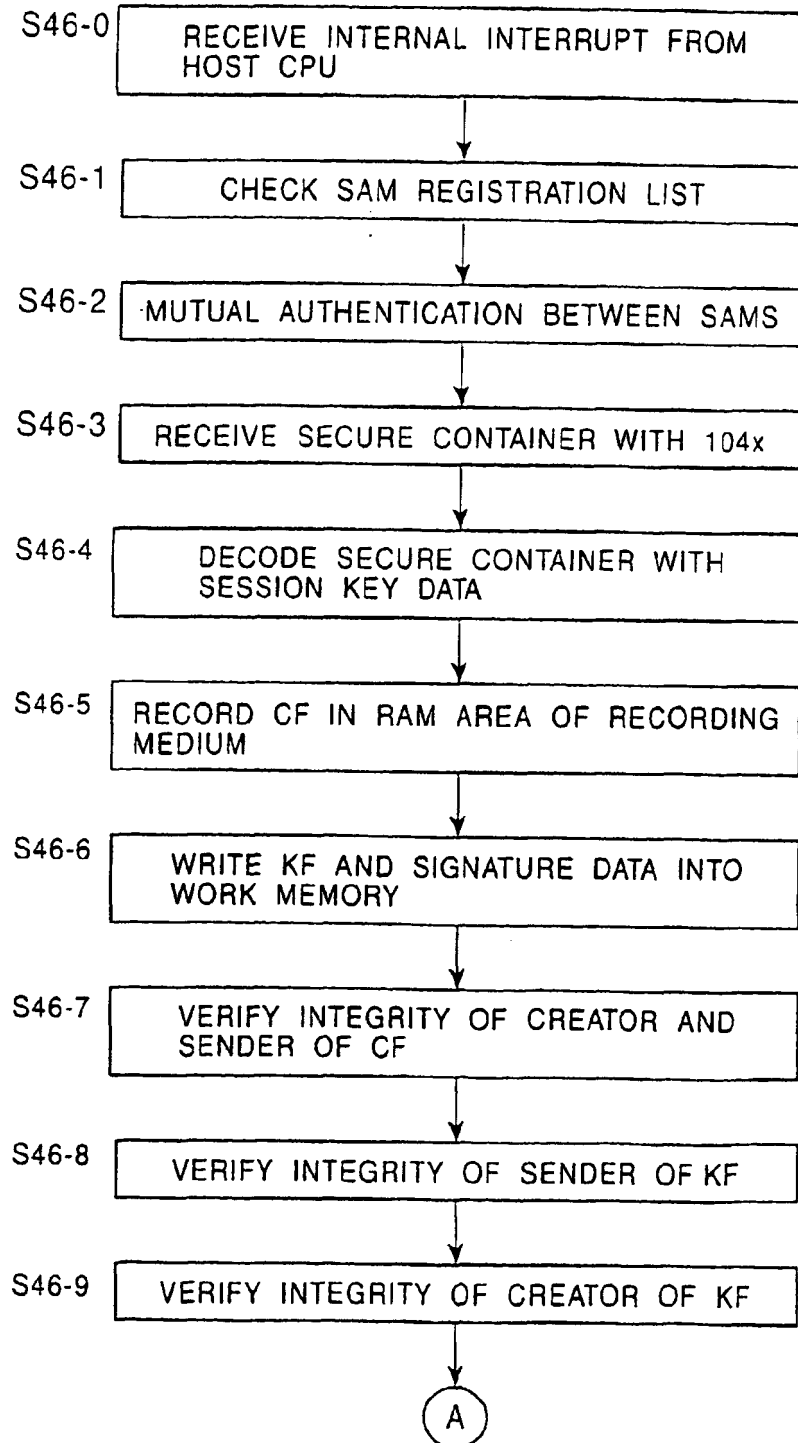 S46-0
RECEIVE INTERNAL INTERRUPT FROM
HOST CPU
S46-1
CHECK SAM REGISTRATION LIST
S46-2
MUTUAL AUTHENTICATION BETWEEN SAMS
S46-3
RECEIVE SECURE CONTAINER WITH 104x
S46-4
DECODE SECURE CONTAINER WITH
SESSION KEY DATA
S46-5
RECORD CF IN RAM AREA OF RECORDING
MEDIUM
S46-6
WRITE KF AND SIGNATURE DATA INTO
WORK MEMORY
S46-7
VERIFY INTEGRITY OF CREATOR AND
SENDER OF CF
S46-8
VERIFY INTEGRITY OF SENDER OF KF
S46-9
VERIFY INTEGRITY OF CREATOR OF KF
A